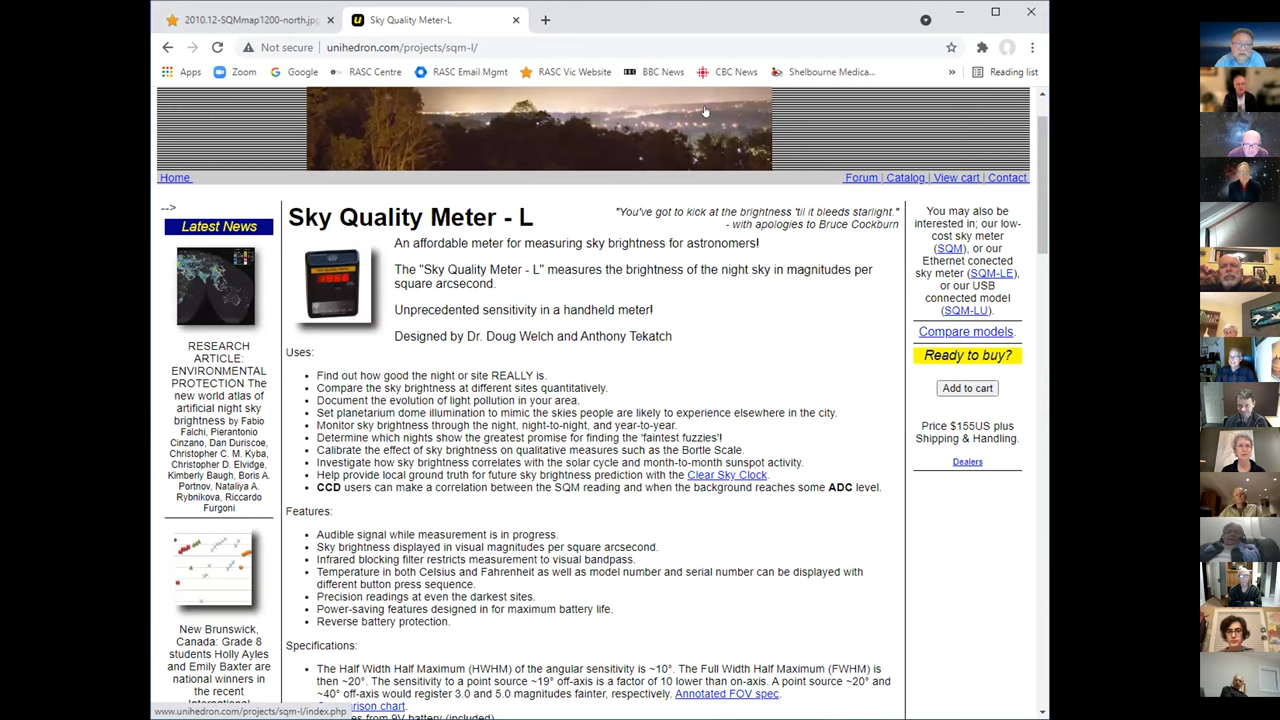 2010.12-SQMmap1200-north.jpg
Sky Quality Meter-L
Not secure
unihedron.com/projects/sqm-l/
Apps
Zoom
Google
RASC Centre
RASC Email Mgmt
RASC Vic Website
BBC News
CBC News
Shelbourne Medica...
»
Reading list
Home
Forum | Catalog | View cart | Contact
-->
Latest News
RESEARCH
ARTICLE:
ENVIRONMENTAL
PROTECTION The
new world atlas of
artificial night sky
brightness by Fabio
Falchi, Pierantonio
Cinzano, Dan Duriscoe,
Christopher C. M. Kyba,
Christopher D. Elvidge,
Kimberly Baugh, Boris A.
Portnov, Nataliya A.
Rybnikova, Riccardo
Furgoni
New Brunswick,
Canada: Grade 8
students Holly Ayles
and Emily Baxter are
national winners in
the recent
International
Sky Quality Meter - L
"You've got to kick at the brightness 'til it bleeds starlight."
- with apologies to Bruce Cockburn
An affordable meter for measuring sky brightness for astronomers!
The "Sky Quality Meter - L" measures the brightness of the night sky in magnitudes per
square arcsecond.
Unprecedented sensitivity in a handheld meter!
Designed by Dr. Doug Welch and Anthony Tekatch
Uses:
• Find out how good the night or site REALLY is.
• Compare the sky brightness at different sites quantitatively.
• Document the evolution of light pollution in your area.
• Set planetarium dome illumination to mimic the skies people are likely to experience elsewhere in the city.
• Monitor sky brightness through the night, night-to-night, and year-to-year.
• Determine which nights show the greatest promise for finding the 'faintest fuzzies'!
• Calibrate the effect of sky brightness on qualitative measures such as the Bortle Scale.
• Investigate how sky brightness correlates with the solar cycle and month-to-month sunspot activity.
• Help provide local ground truth for future sky brightness prediction with the Clear Sky Clock.
• CCD users can make a correlation between the SQM reading and when the background reaches some ADC level.
Features:
• Audible signal while measurement is in progress.
• Sky brightness displayed in visual magnitudes per square arcsecond.
• Infrared blocking filter restricts measurement to visual bandpass.
• Temperature in both Celsius and Fahrenheit as well as model number and serial number can be displayed with
different button press sequence.
• Precision readings at even the darkest sites.
• Power-saving features designed in for maximum battery life.
• Reverse battery protection.
Specifications:
• The Half Width Half Maximum (HWHM) of the angular sensitivity is ~10°. The Full Width Half Maximum (FWHM) is
then ~20°. The sensitivity to a point source ~19° off-axis is a factor of 10 lower than on-axis. A point source ~20° and
~40° off-axis would register 3.0 and 5.0 magnitudes fainter, respectively. Annotated FOV spec.
chart.
from 9V battery (included)
You may also be
interested in; our low-
cost sky meter
(SQM), or our
Ethernet conected
sky meter (SQM-LE),
or our USB
connected model
(SQM-LU).
Compare models.
Ready to buy?
Add to cart
Price $155US plus
Shipping & Handling.
Dealers
www.unihedron.com/projects/sqm-l/index.php